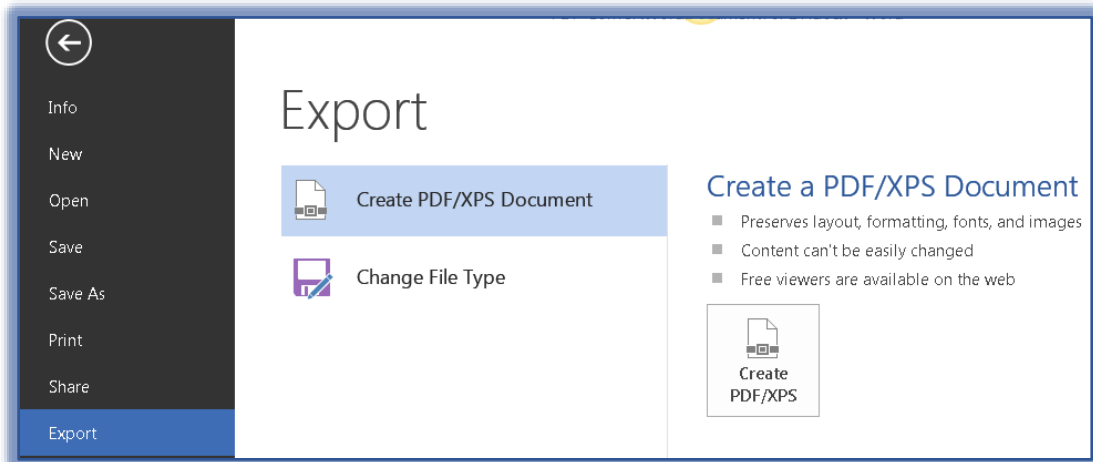 Info
New
Open
Save
Save As
Print
Share
Export
Export
Create PDF/XPS Document
Change File Type
Create a PDF/XPS Document
Preserves layout, formatting, fonts, and images
Content can't be easily changed
Free viewers are available on the web
Create
PDF/XPS